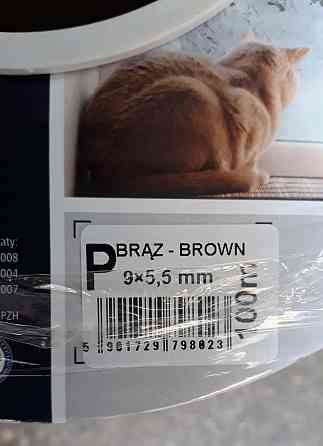 P
BRĄZ - BROWN
9×5,5 mm
100m
5 901729 798023
aty:
008
004
007
PZH